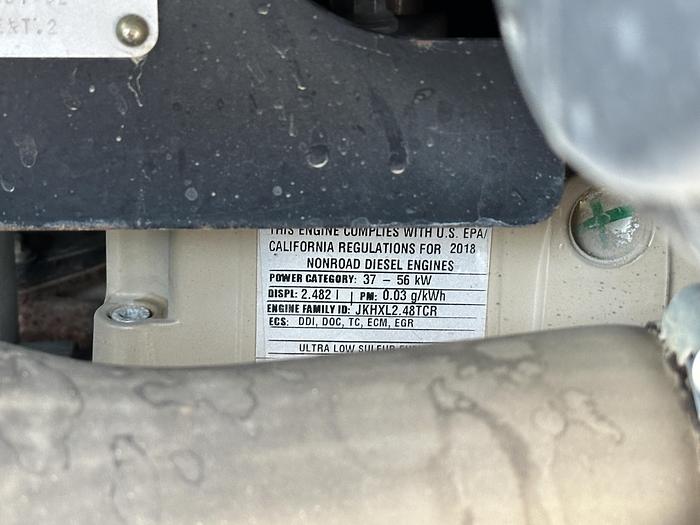 &T.2
THIS ENGINE COMPLIES WITH U.S. EPA/
CALIFORNIA REGULATIONS FOR 2018
NONROAD DIESEL ENGINES
POWER CATEGORY: 37 – 56 kW
DISPL: 2.482 l | PM: 0.03 g/kWh
ENGINE FAMILY ID: JKHXL2.48TCR
ECS: DDI, DOC, TC, ECM, EGR
ULTRA LOW SULFUR